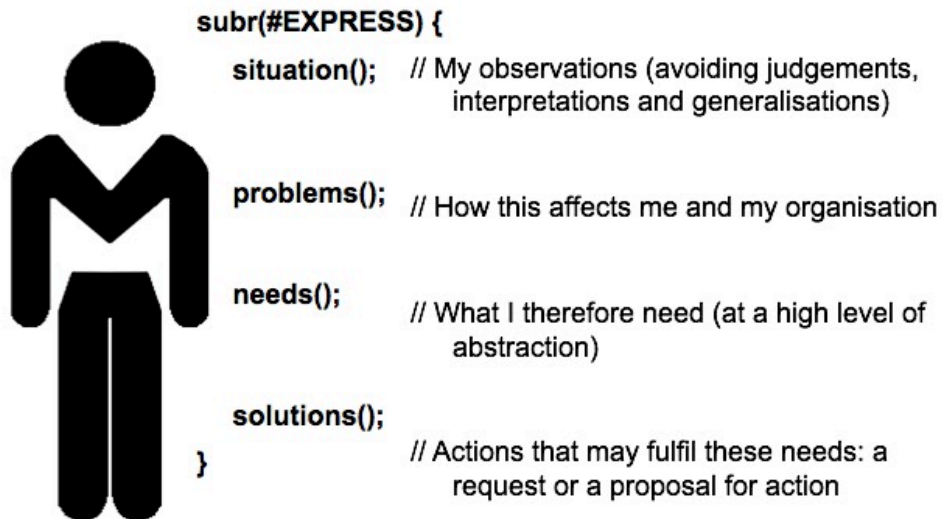 subr(#EXPRESS) {
situation(); // My observations (avoiding judgements,
interpretations and generalisations)
problems(); // How this affects me and my organisation
needs(); // What I therefore need (at a high level of
abstraction)
solutions();
// Actions that may fulfil these needs: a
} request or a proposal for action